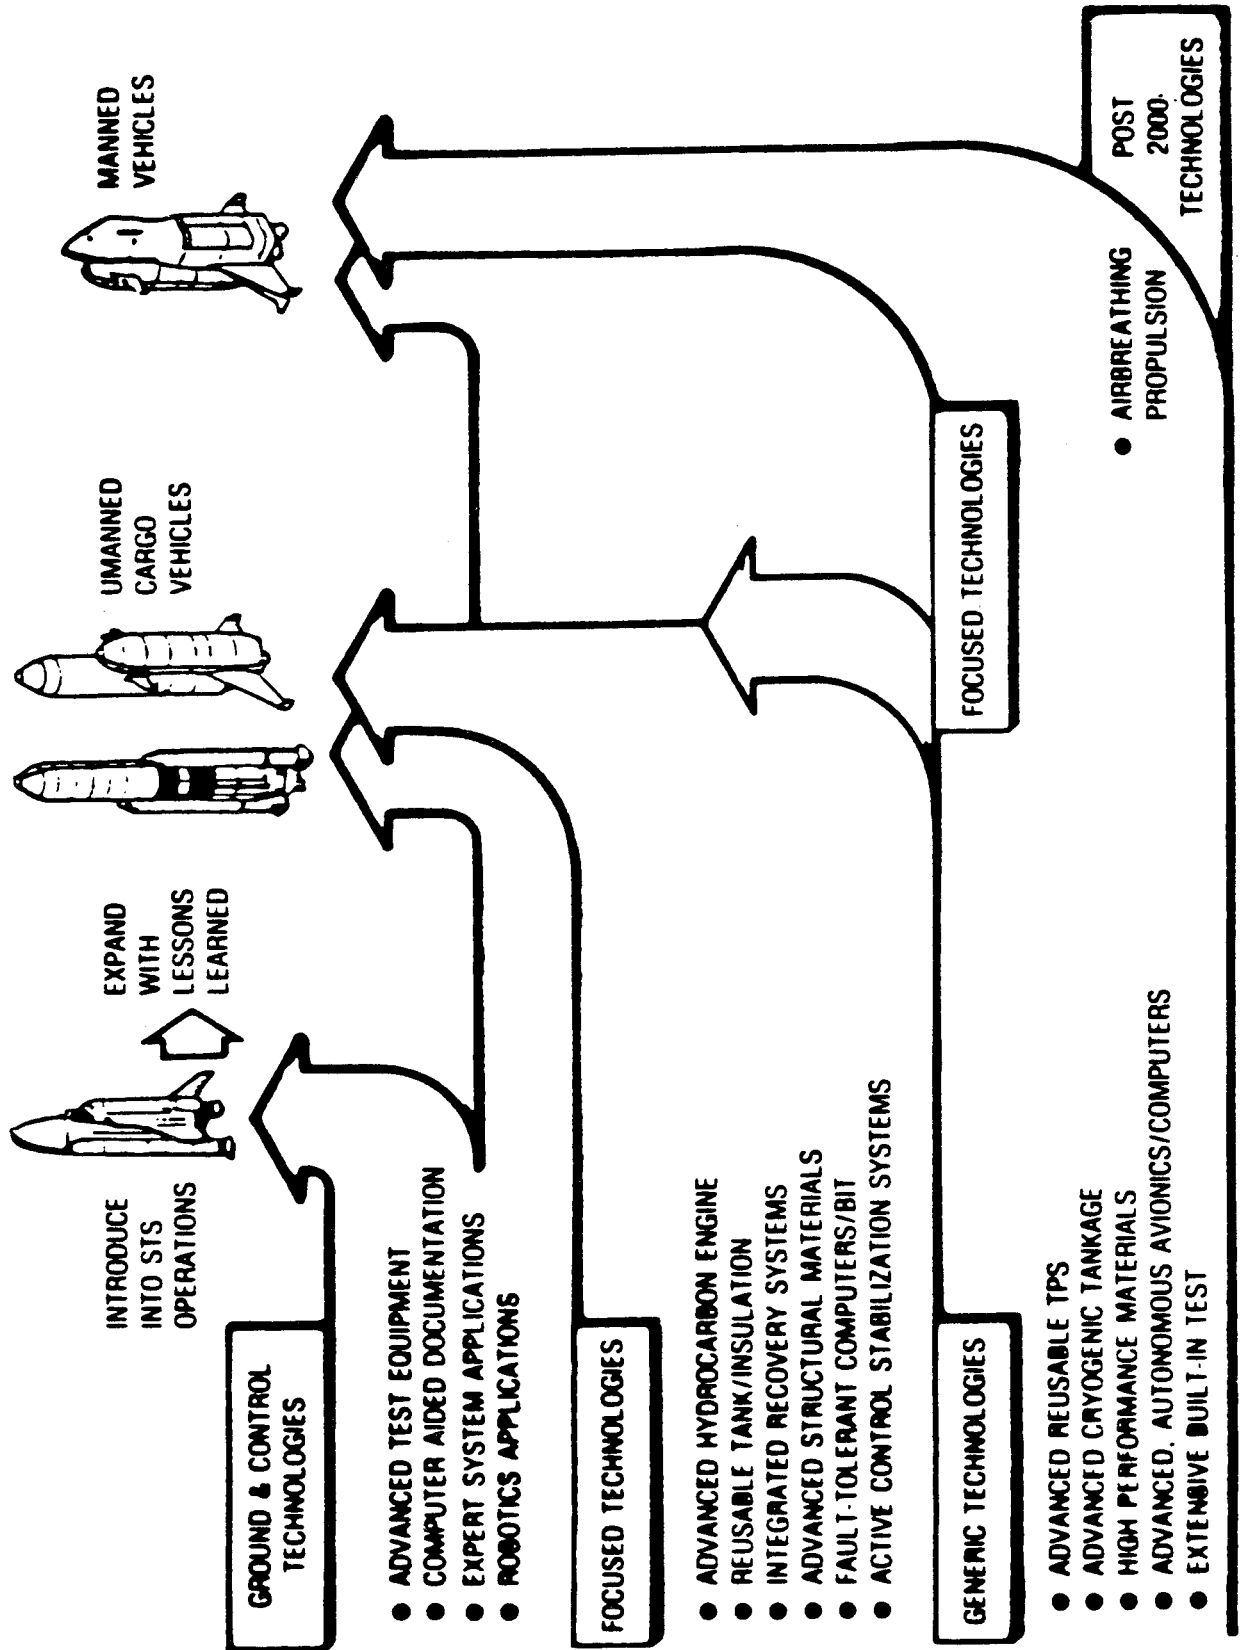 INTRODUCE
INTO STS
OPERATIONS
EXPAND
WITH
LESSONS
LEARNED
UMANNED
CARGO
VEHICLES
MANNED
VEHICLES
GROUND & CONTROL
TECHNOLOGIES
● ADVANCED TEST EQUIPMENT
● COMPUTER AIDED DOCUMENTATION
● EXPERT SYSTEM APPLICATIONS
● ROBOTICS APPLICATIONS
FOCUSED TECHNOLOGIES
● ADVANCED HYDROCARBON ENGINE
● REUSABLE TANK/INSULATION
● INTEGRATED RECOVERY SYSTEMS
● ADVANCED STRUCTURAL MATERIALS
● FAULT-TOLERANT COMPUTERS/BIT
● ACTIVE CONTROL STABILIZATION SYSTEMS
GENERIC TECHNOLOGIES
FOCUSED TECHNOLOGIES
● ADVANCED REUSABLE TPS
● ADVANCED CRYOGENIC TANKAGE
● HIGH PERFORMANCE MATERIALS
● ADVANCED, AUTONOMOUS AVIONICS/COMPUTERS
● EXTENSIVE BUILT-IN TEST
● AIRBREATHING
PROPULSION
POST
2000
TECHNOLOGIES